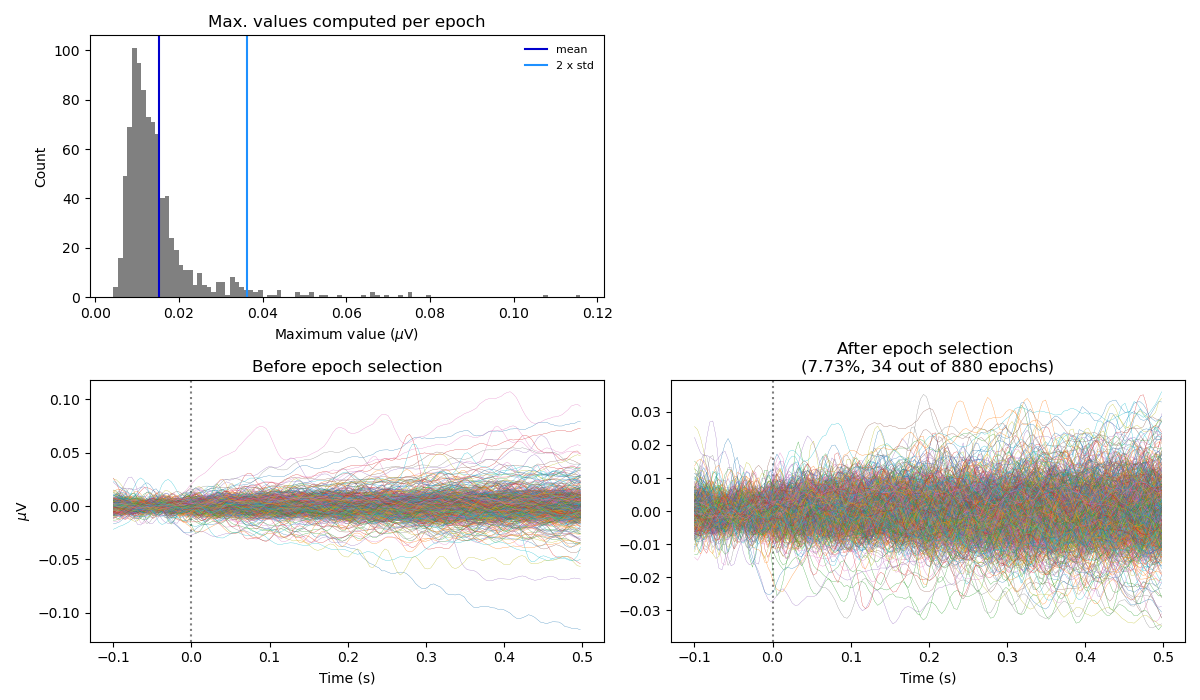 Max. values computed per epoch
mean
2 x std
100
80
60
40
20
0
Count
0.00 0.02 0.04 0.06 0.08 0.10 0.12
Maximum value (μV)
Before epoch selection
0.10
0.05
0.00
−0.05
−0.10
μV
−0.1 0.0 0.1 0.2 0.3 0.4 0.5
Time (s)
After epoch selection
(7.73%, 34 out of 880 epochs)
0.03
0.02
0.01
0.00
−0.01
−0.02
−0.03
−0.1 0.0 0.1 0.2 0.3 0.4 0.5
Time (s)